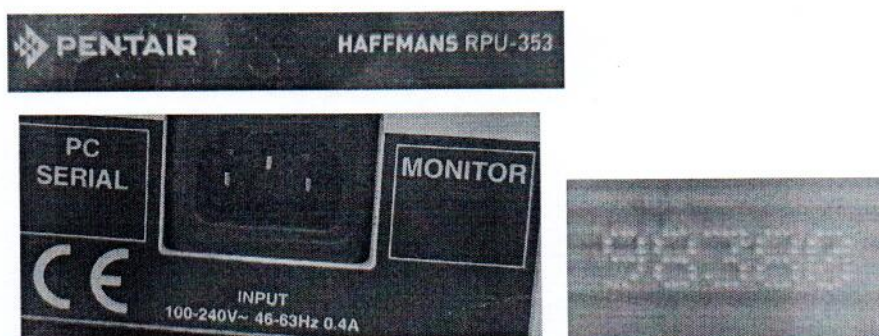 PENTAIR
HAFFMANS RPU-353
PC
SERIAL
MONITOR
CE
INPUT
100-240V~ 46-63Hz 0.4A